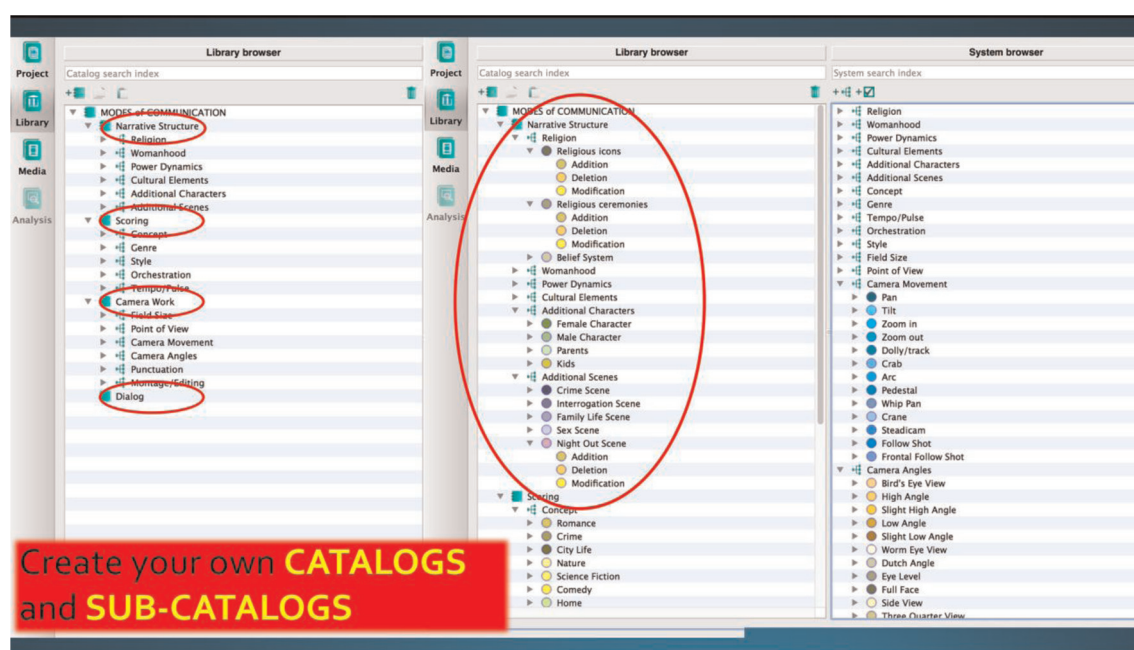 Library browser
Project
Catalog search index
Library
Media
Analysis
MODES of COMMUNICATION
Narrative Structure
Religion
Womanhood
Power Dynamics
Cultural Elements
Additional Characters
Additional Scenes
Scoring
Concept
Genre
Style
Orchestration
Tempo/Pulse
Camera Work
Field Size
Point of View
Camera Movement
Camera Angles
Punctuation
Montage/Editing
Dialog
Library browser
Project
Catalog search index
Library
Media
Analysis
MODES of COMMUNICATION
Narrative Structure
Religion
Religious icons
Addition
Deletion
Modification
Religious ceremonies
Addition
Deletion
Modification
Belief System
Womanhood
Power Dynamics
Cultural Elements
Additional Characters
Female Character
Male Character
Parents
Kids
Additional Scenes
Crime Scene
Interrogation Scene
Family Life Scene
Sex Scene
Night Out Scene
Addition
Deletion
Modification
Scoring
Concept
Romance
Crime
City Life
Nature
Science Fiction
Comedy
Home
System browser
System search index
Religion
Womanhood
Power Dynamics
Cultural Elements
Additional Characters
Additional Scenes
Concept
Genre
Tempo/Pulse
Orchestration
Style
Field Size
Point of View
Camera Movement
Pan
Tilt
Zoom in
Zoom out
Dolly/track
Crab
Arc
Pedestal
Whip Pan
Crane
Steadicam
Follow Shot
Frontal Follow Shot
Camera Angles
Bird's Eye View
High Angle
Slight High Angle
Low Angle
Slight Low Angle
Worm Eye View
Dutch Angle
Eye Level
Full Face
Side View
Three Quarter View
Create your own CATALOGS
and SUB-CATALOGS